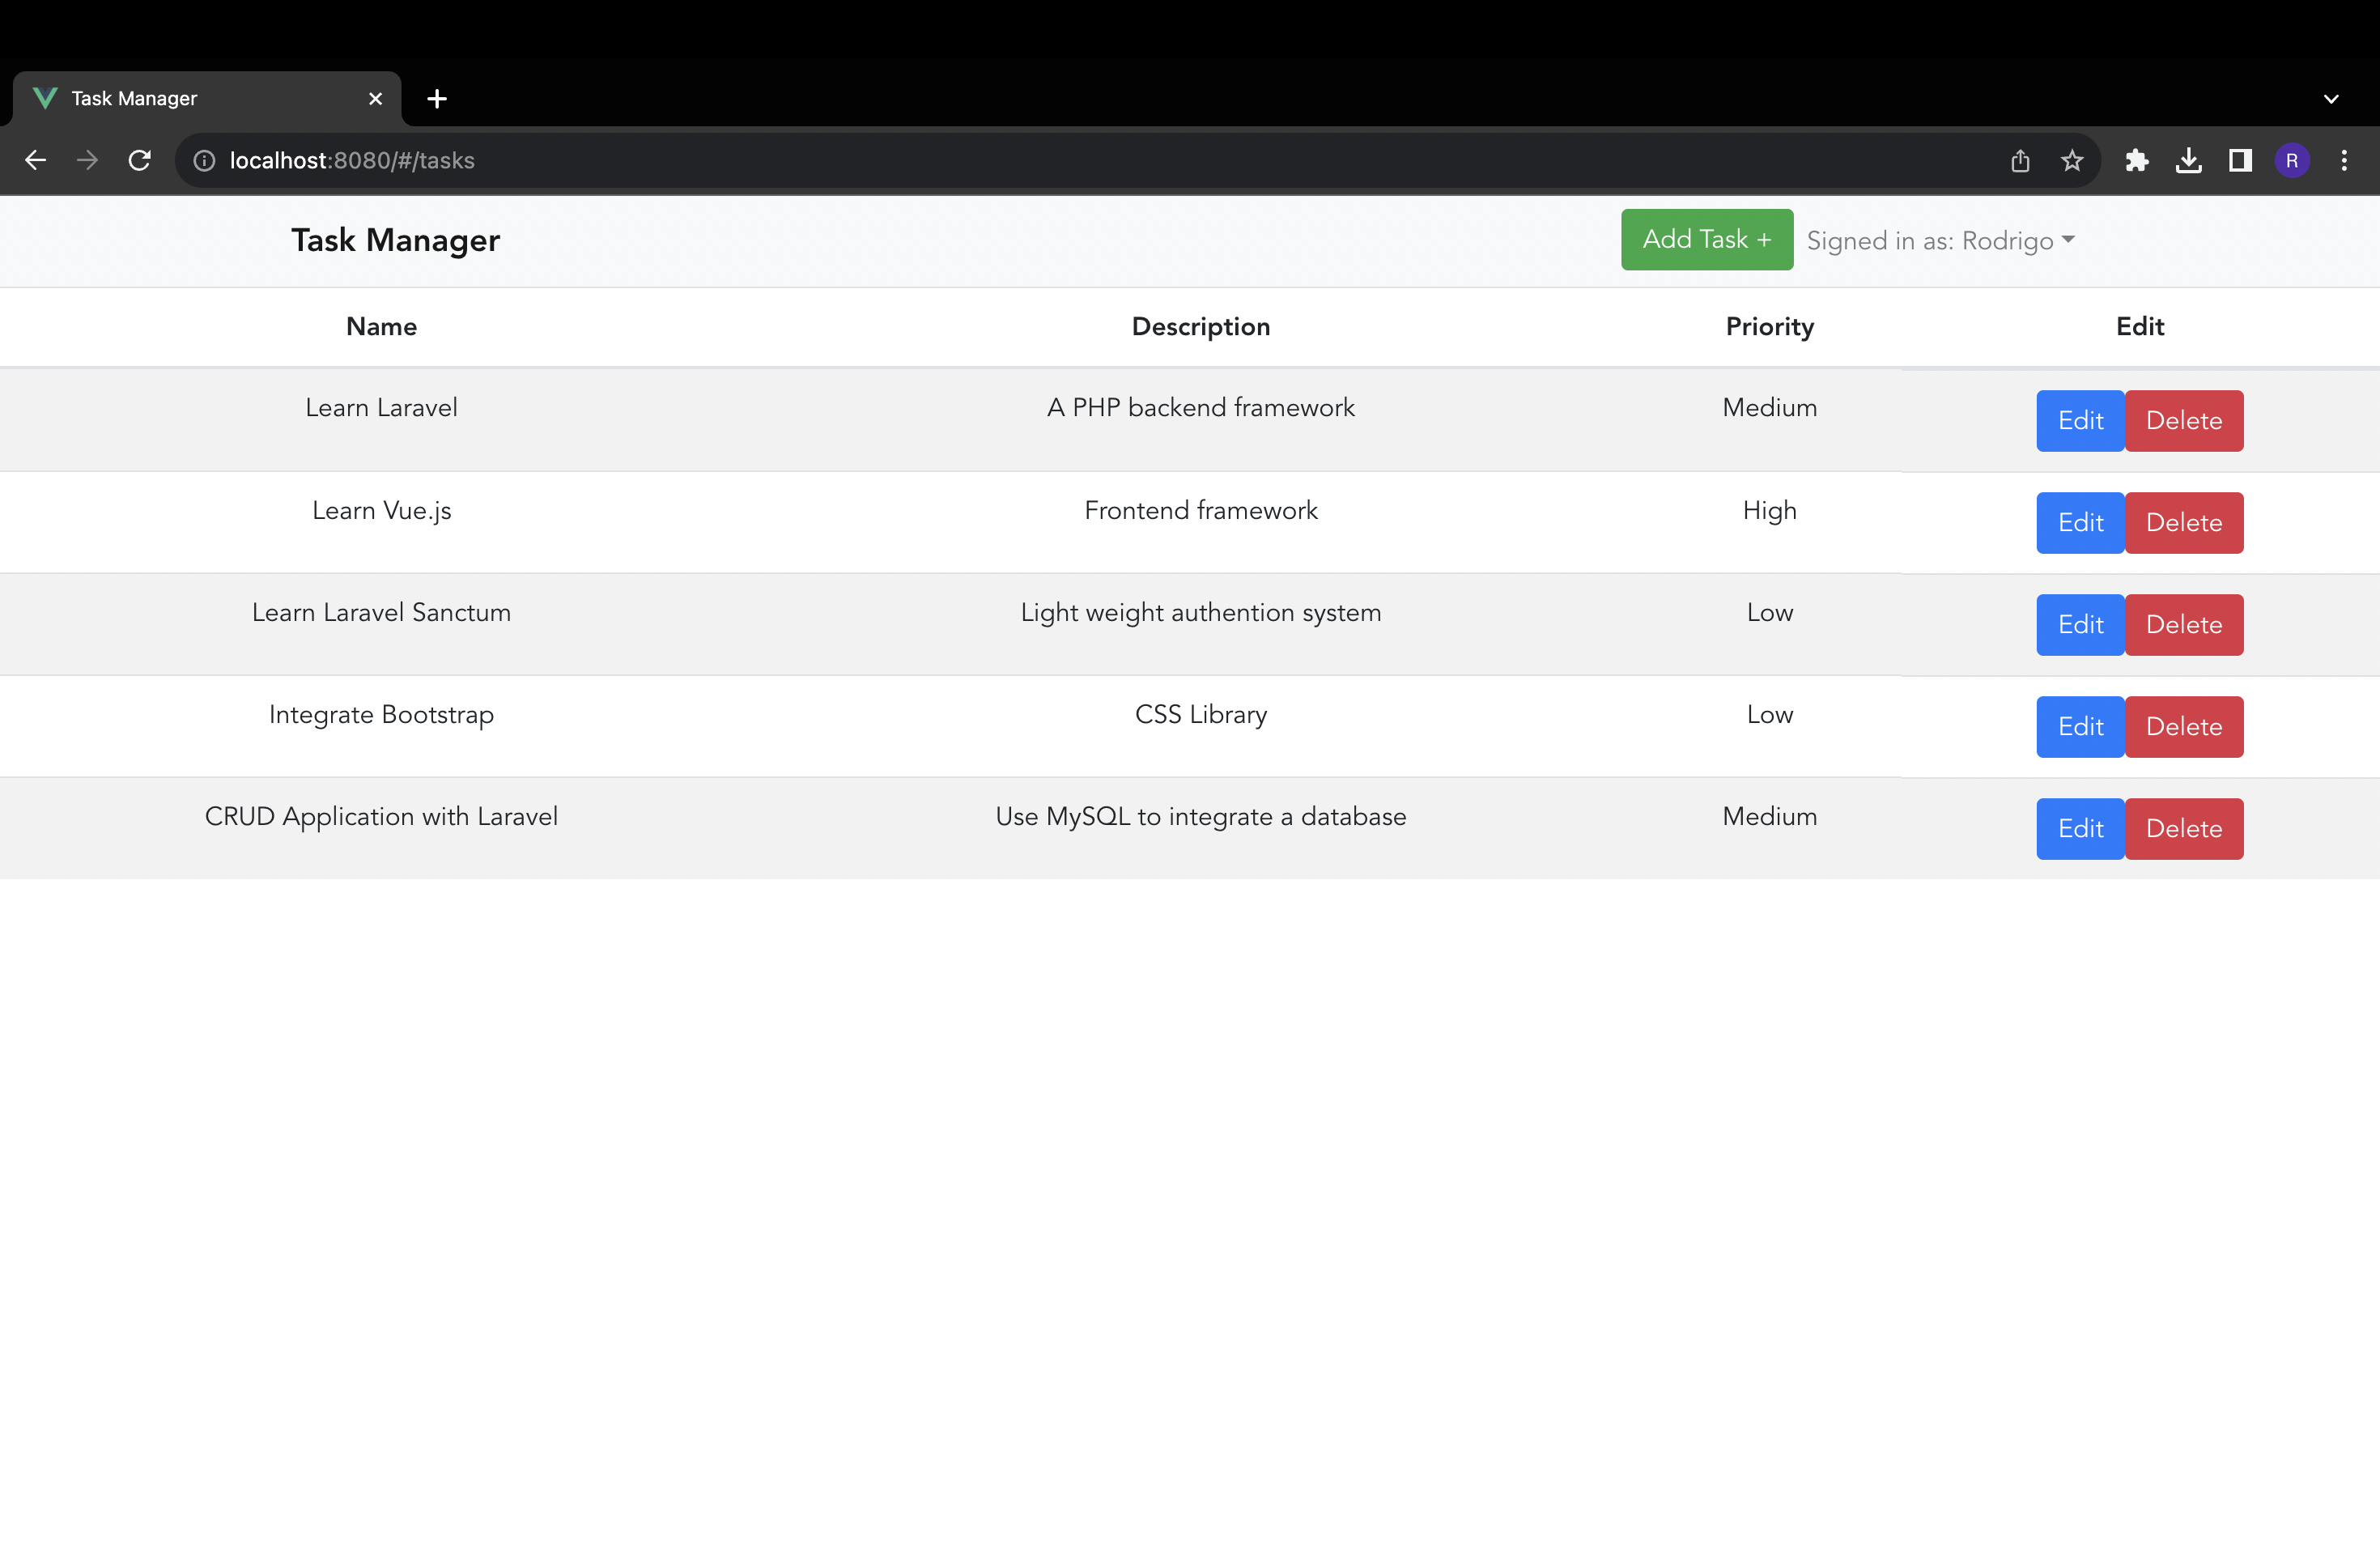 Task Manager
localhost:8080/#/tasks
R
Task Manager
Add Task +
Signed in as: Rodrigo
Name Description Priority Edit
Learn Laravel A PHP backend framework Medium Edit Delete
Learn Vue.js Frontend framework High Edit Delete
Learn Laravel Sanctum Light weight authention system Low Edit Delete
Integrate Bootstrap CSS Library Low Edit Delete
CRUD Application with Laravel Use MySQL to integrate a database Medium Edit Delete